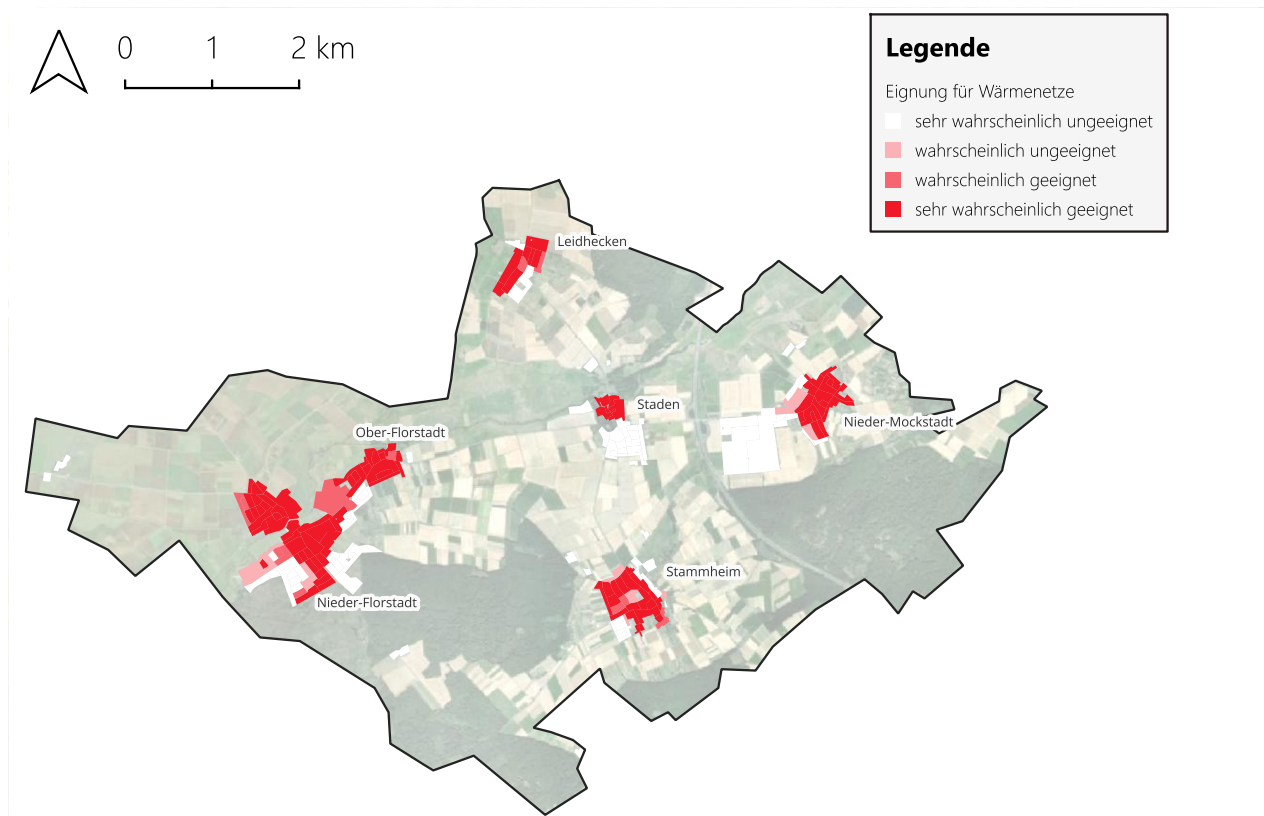 0 1 2 km
Legende
Eignung für Wärmenetze
sehr wahrscheinlich ungeeignet
wahrscheinlich ungeeignet
wahrscheinlich geeignet
sehr wahrscheinlich geeignet
Leidhecken
Staden
Nieder-Mockstadt
Ober-Florstadt
Stammheim
Nieder-Florstadt